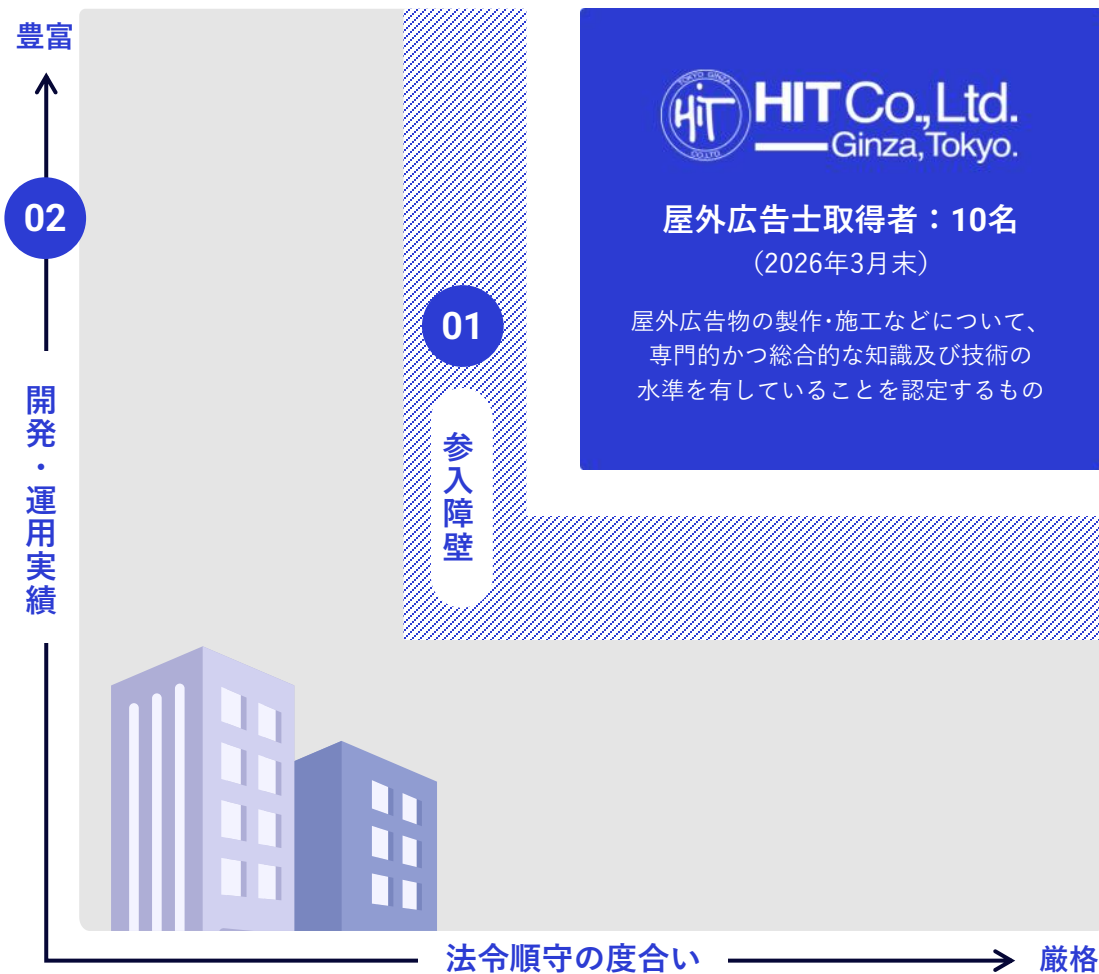 豊富
02
開発・運用実績
01
参入障壁
TOKYO GINZA
HiT
CO.,LTD
HIT Co., Ltd.
Ginza, Tokyo.
屋外広告士取得者：10名
（2026年3月末）
屋外広告物の製作・施工などについて、
専門的かつ総合的な知識及び技術の
水準を有していることを認定するもの
法令順守の度合い
厳格